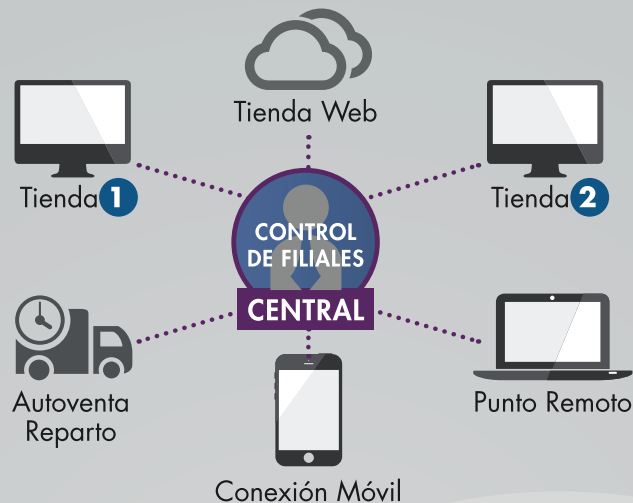 Tienda Web
Tienda 1
Tienda 2
CONTROL
DE FILIALES
CENTRAL
Autoventa
Reparto
Punto Remoto
Conexión Móvil